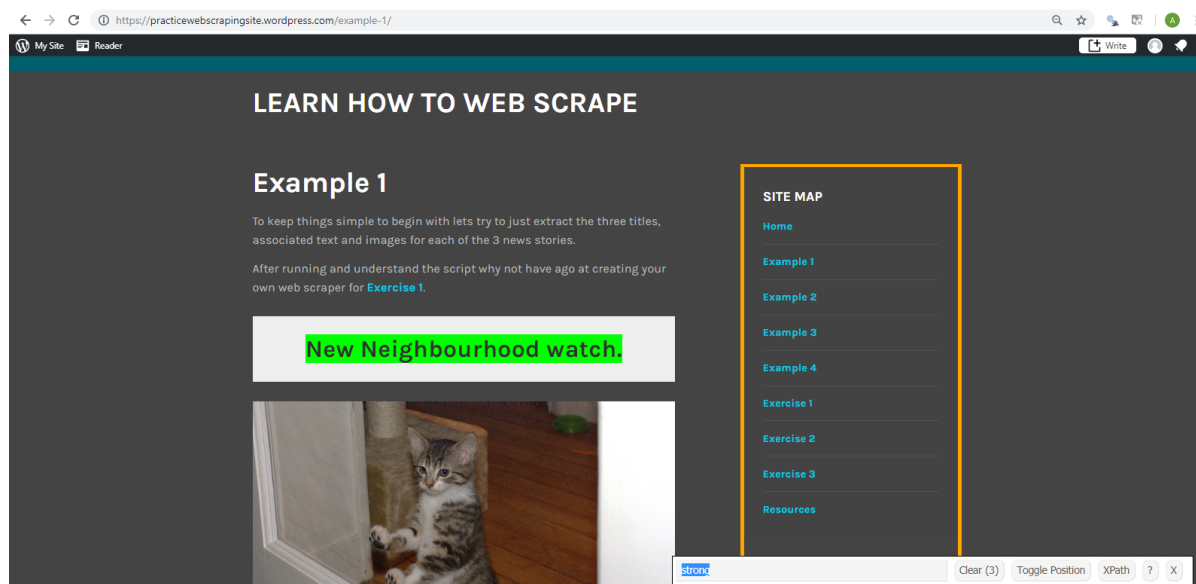 https://practicewebscrapingsite.wordpress.com/example-1/
A
My Site Reader Write
LEARN HOW TO WEB SCRAPE
Example 1
To keep things simple to begin with lets try to just extract the three titles,
associated text and images for each of the 3 news stories.
After running and understand the script why not have ago at creating your
own web scraper for Exercise 1.
New Neighbourhood watch.
SITE MAP
Home
Example 1
Example 2
Example 3
Example 4
Exercise 1
Exercise 2
Exercise 3
Resources
strong Clear (3) Toggle Position XPath ? X